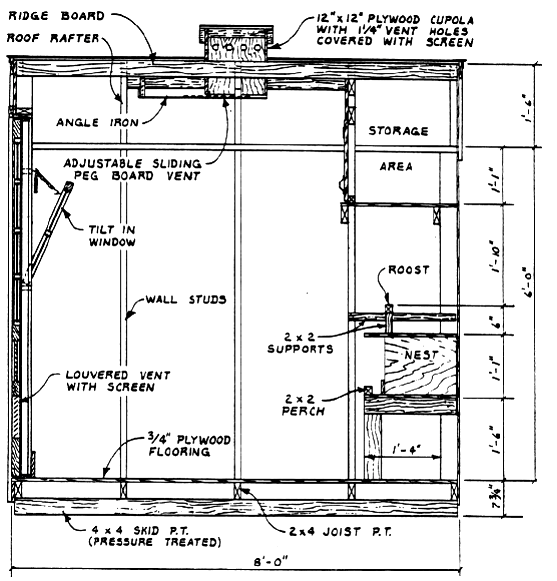 RIDGE BOARD
ROOF RAFTER
12"x 12" PLYWOOD CUPOLA
WITH 1 1/4" VENT HOLES
COVERED WITH SCREEN
ANGLE IRON
ADJUSTABLE SLIDING
PEG BOARD VENT
STORAGE
AREA
1'-6"
1'-1"
TILT IN
WINDOW
1'-10"
6'-0"
ROOST
WALL STUDS
6"
2 x 2
SUPPORTS
NEST
1'-1"
LOUVERED VENT
WITH SCREEN
2 x 2
PERCH
3/4" PLYWOOD
FLOORING
1'-4"
1'-6"
7 3/4"
4 x 4 SKID P.T.
(PRESSURE TREATED)
2x4 JOIST P.T.
8'-0"